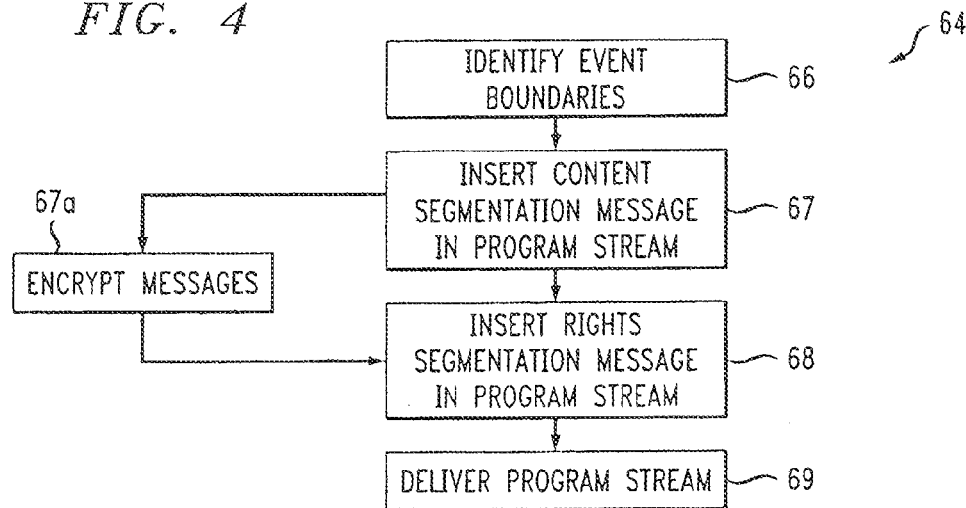 FIG. 4
64
IDENTIFY EVENT
BOUNDARIES
66
INSERT CONTENT
SEGMENTATION MESSAGE
IN PROGRAM STREAM
67
67a
ENCRYPT MESSAGES
INSERT RIGHTS
SEGMENTATION MESSAGE
IN PROGRAM STREAM
68
DELIVER PROGRAM STREAM
69